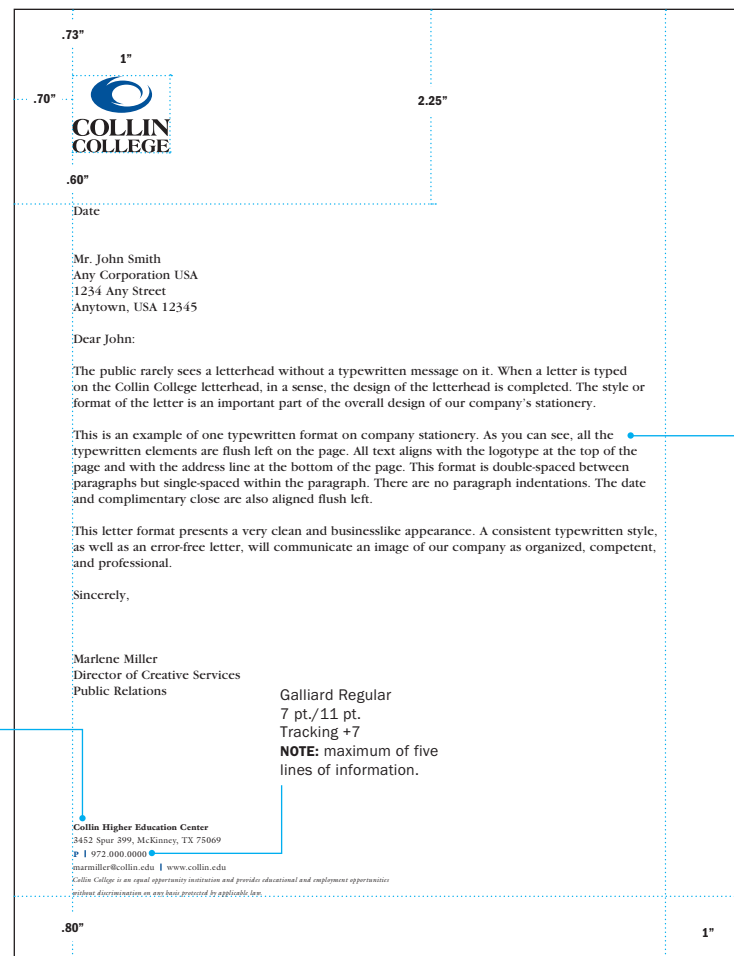 .73”
1”
.70”
2.25”
COLLIN
COLLEGE
.60”
Date
Mr. John Smith
Any Corporation USA
1234 Any Street
Anytown, USA 12345
Dear John:
The public rarely sees a letterhead without a typewritten message on it. When a letter is typed
on the Collin College letterhead, in a sense, the design of the letterhead is completed. The style or
format of the letter is an important part of the overall design of our company’s stationery.
This is an example of one typewritten format on company stationery. As you can see, all the
typewritten elements are flush left on the page. All text aligns with the logotype at the top of the
page and with the address line at the bottom of the page. This format is double-spaced between
paragraphs but single-spaced within the paragraph. There are no paragraph indentations. The date
and complimentary close are also aligned flush left.
This letter format presents a very clean and businesslike appearance. A consistent typewritten style,
as well as an error-free letter, will communicate an image of our company as organized, competent,
and professional.
Sincerely,
Marlene Miller
Director of Creative Services
Public Relations
Galliard Regular
7 pt./11 pt.
Tracking +7
NOTE: maximum of five
lines of information.
Collin Higher Education Center
3452 Spur 399, McKinney, TX 75069
P | 972.000.0000
marmiller@collin.edu | www.collin.edu
Collin College is an equal opportunity institution and provides educational and employment opportunities
without discrimination on any basis protected by applicable law.
.80”
1”